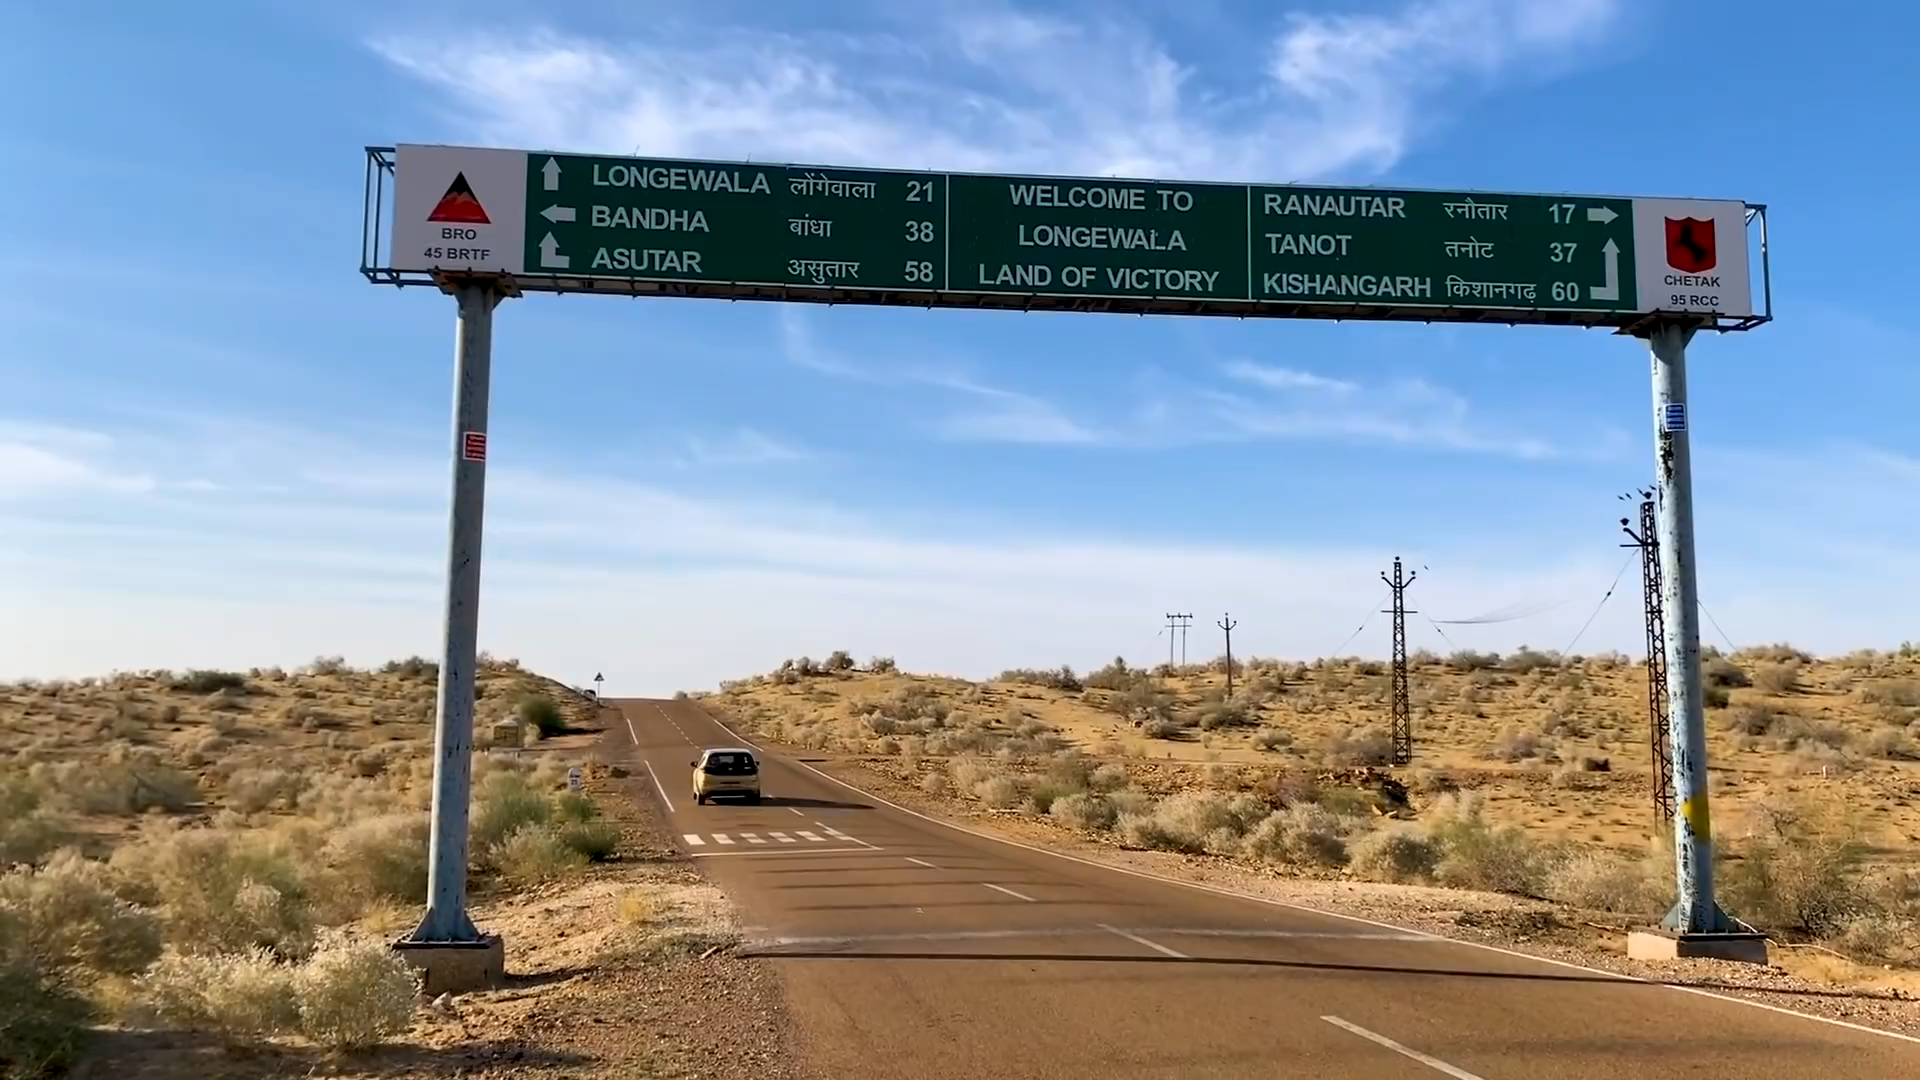 BRO
45 BRTF
LONGEWALA लोंगेवाला 21
BANDHA बांधा 38
ASUTAR असुतार 58
WELCOME TO
LONGEWALA
LAND OF VICTORY
RANAUTAR रनौतार 17
TANOT तनोट 37
KISHANGARH किशानगढ़ 60
CHETAK
95 RCC